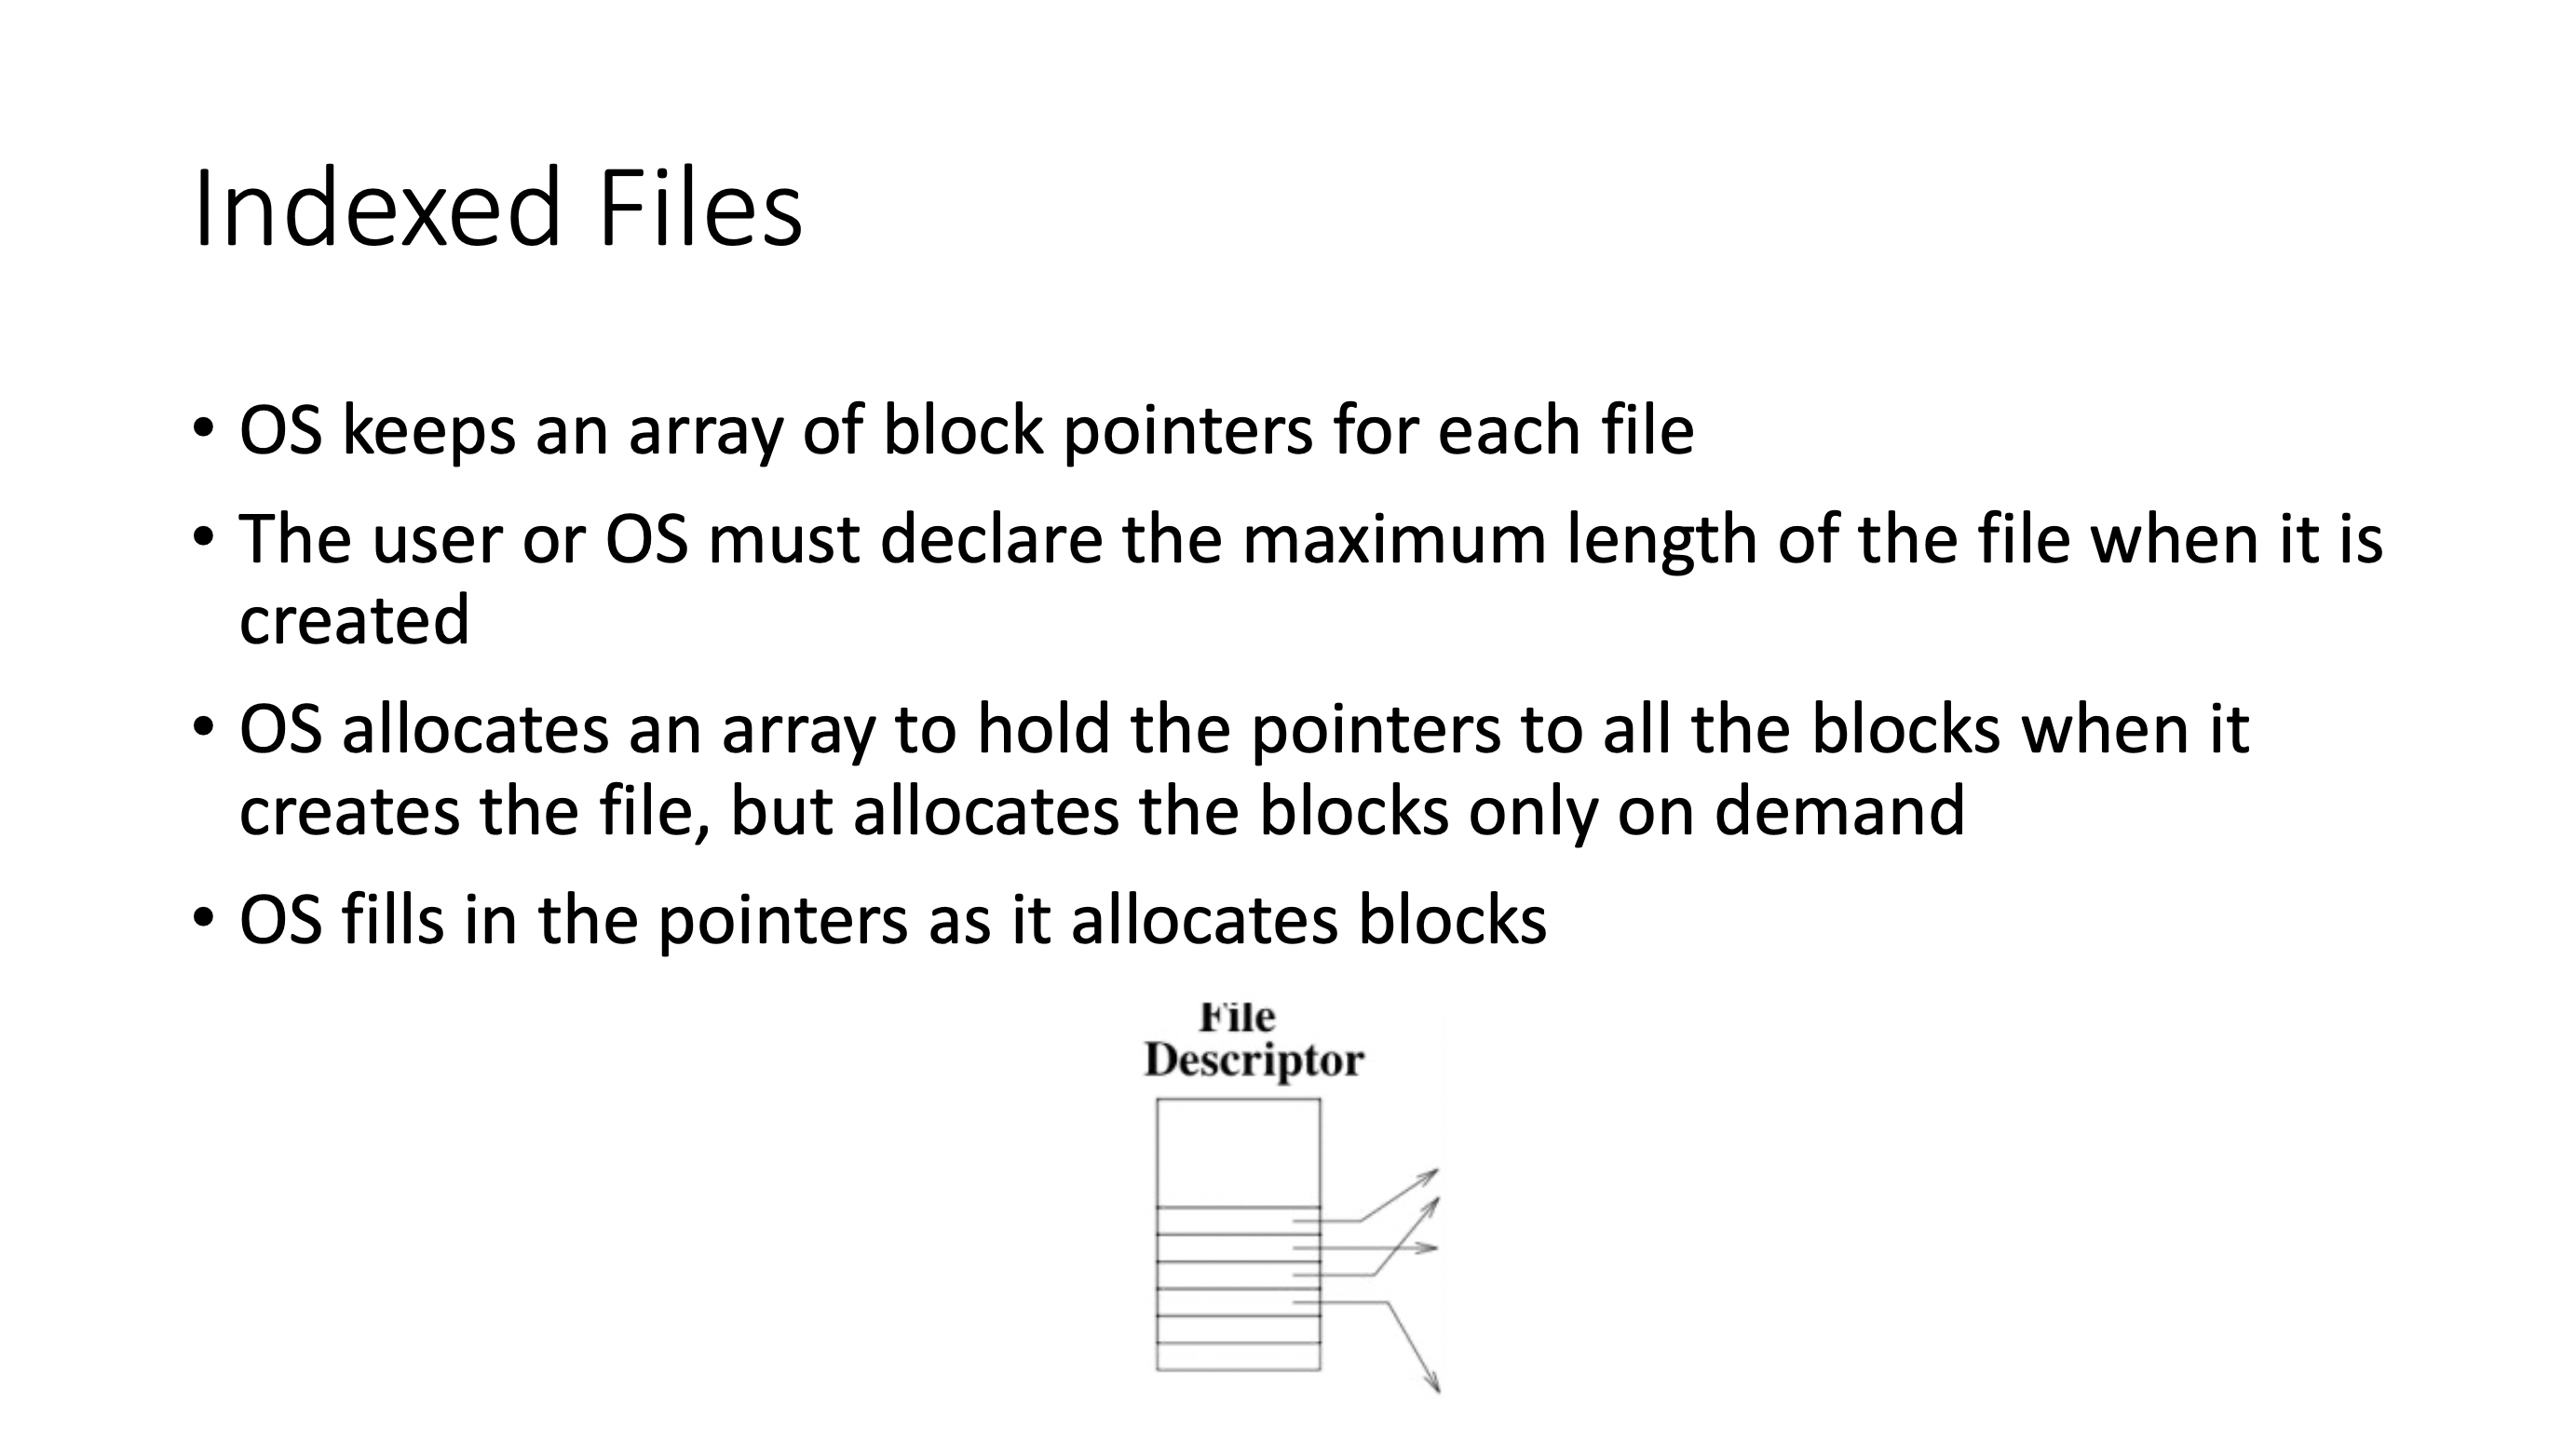 Indexed Files
• OS keeps an array of block pointers for each file
• The user or OS must declare the maximum length of the file when it is
created
• OS allocates an array to hold the pointers to all the blocks when it
creates the file, but allocates the blocks only on demand
• OS fills in the pointers as it allocates blocks
File
Descriptor